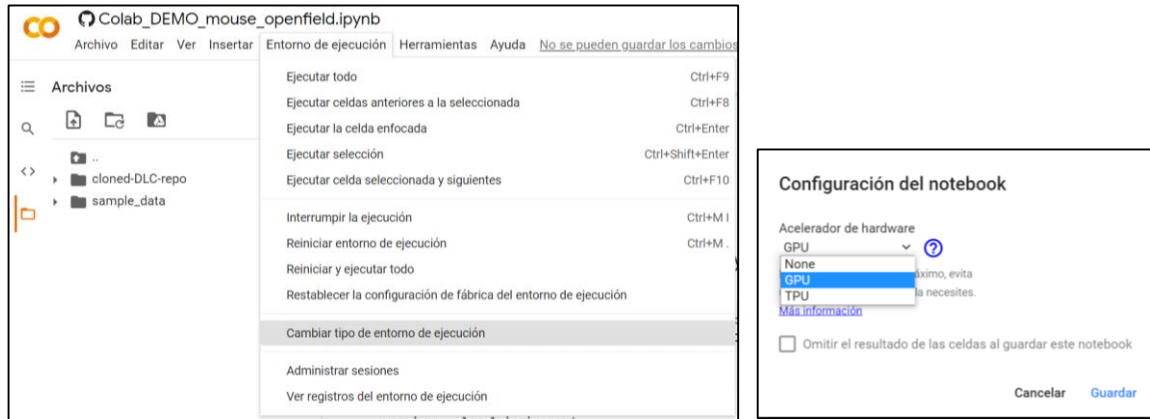 Colab_DEMO_mouse_openfield.ipynb
Archivo Editar Ver Insertar Entorno de ejecución Herramientas Ayuda No se pueden guardar los cambios
Archivos
..
cloned-DLC-repo
sample_data
Ejecutar todo Ctrl+F9
Ejecutar celdas anteriores a la seleccionada Ctrl+F8
Ejecutar la celda enfocada Ctrl+Enter
Ejecutar selección Ctrl+Shift+Enter
Ejecutar celda seleccionada y siguientes Ctrl+F10
Interrumpir la ejecución Ctrl+M I
Reiniciar entorno de ejecución Ctrl+M .
Reiniciar y ejecutar todo
Restablecer la configuración de fábrica del entorno de ejecución
Cambiar tipo de entorno de ejecución
Administrar sesiones
Ver registros del entorno de ejecución
Configuración del notebook
Acelerador de hardware
GPU ?
None
GPU
TPU
evita
la necesites.
Más información
Omitir el resultado de las celdas al guardar este notebook
Cancelar Guardar